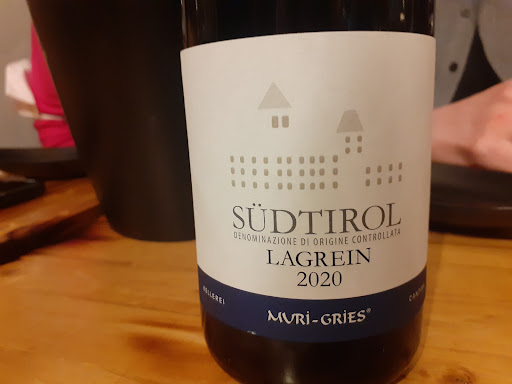 SÜDTIROL
DENOMINAZIONE DI ORIGINE CONTROLLATA
LAGREIN
2020
MURI-GRIES®